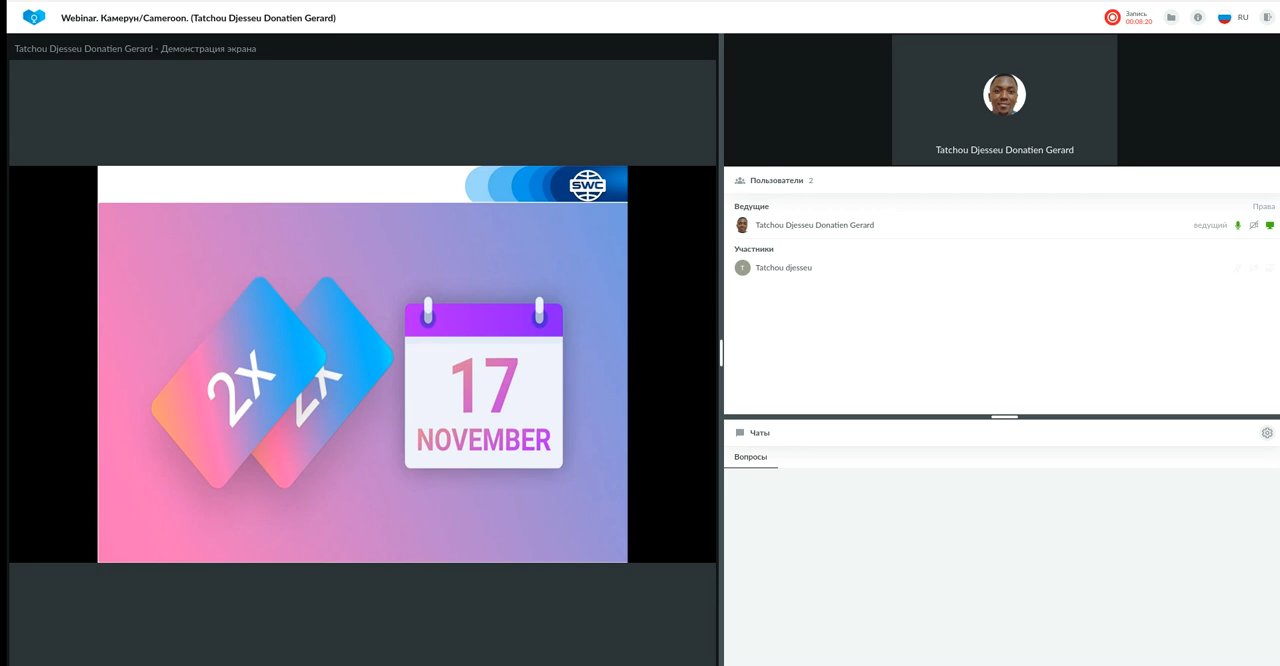 Webinar. Камерун/Cameroon. (Tatchou Djesseu Donatien Gerard)
Запись
00:08:20
RU
Tatchou Djesseu Donatien Gerard - Демонстрация экрана
SWC
2x
2x
17
NOVEMBER
Tatchou Djesseu Donatien Gerard
Пользователи 2
Ведущие
Права
Tatchou Djesseu Donatien Gerard
ведущий
Участники
T
Tatchou djesseu
Чаты
Вопросы